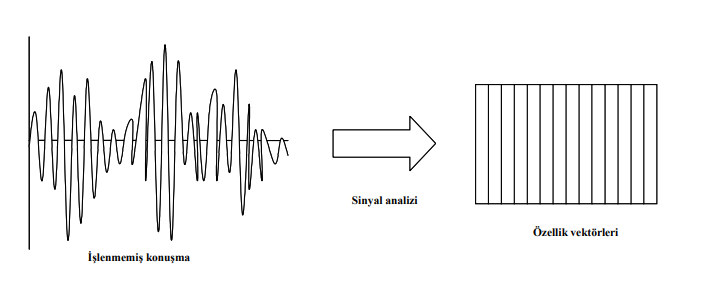 İşlenmemiş konuşma
Sinyal analizi
Özellik vektörleri